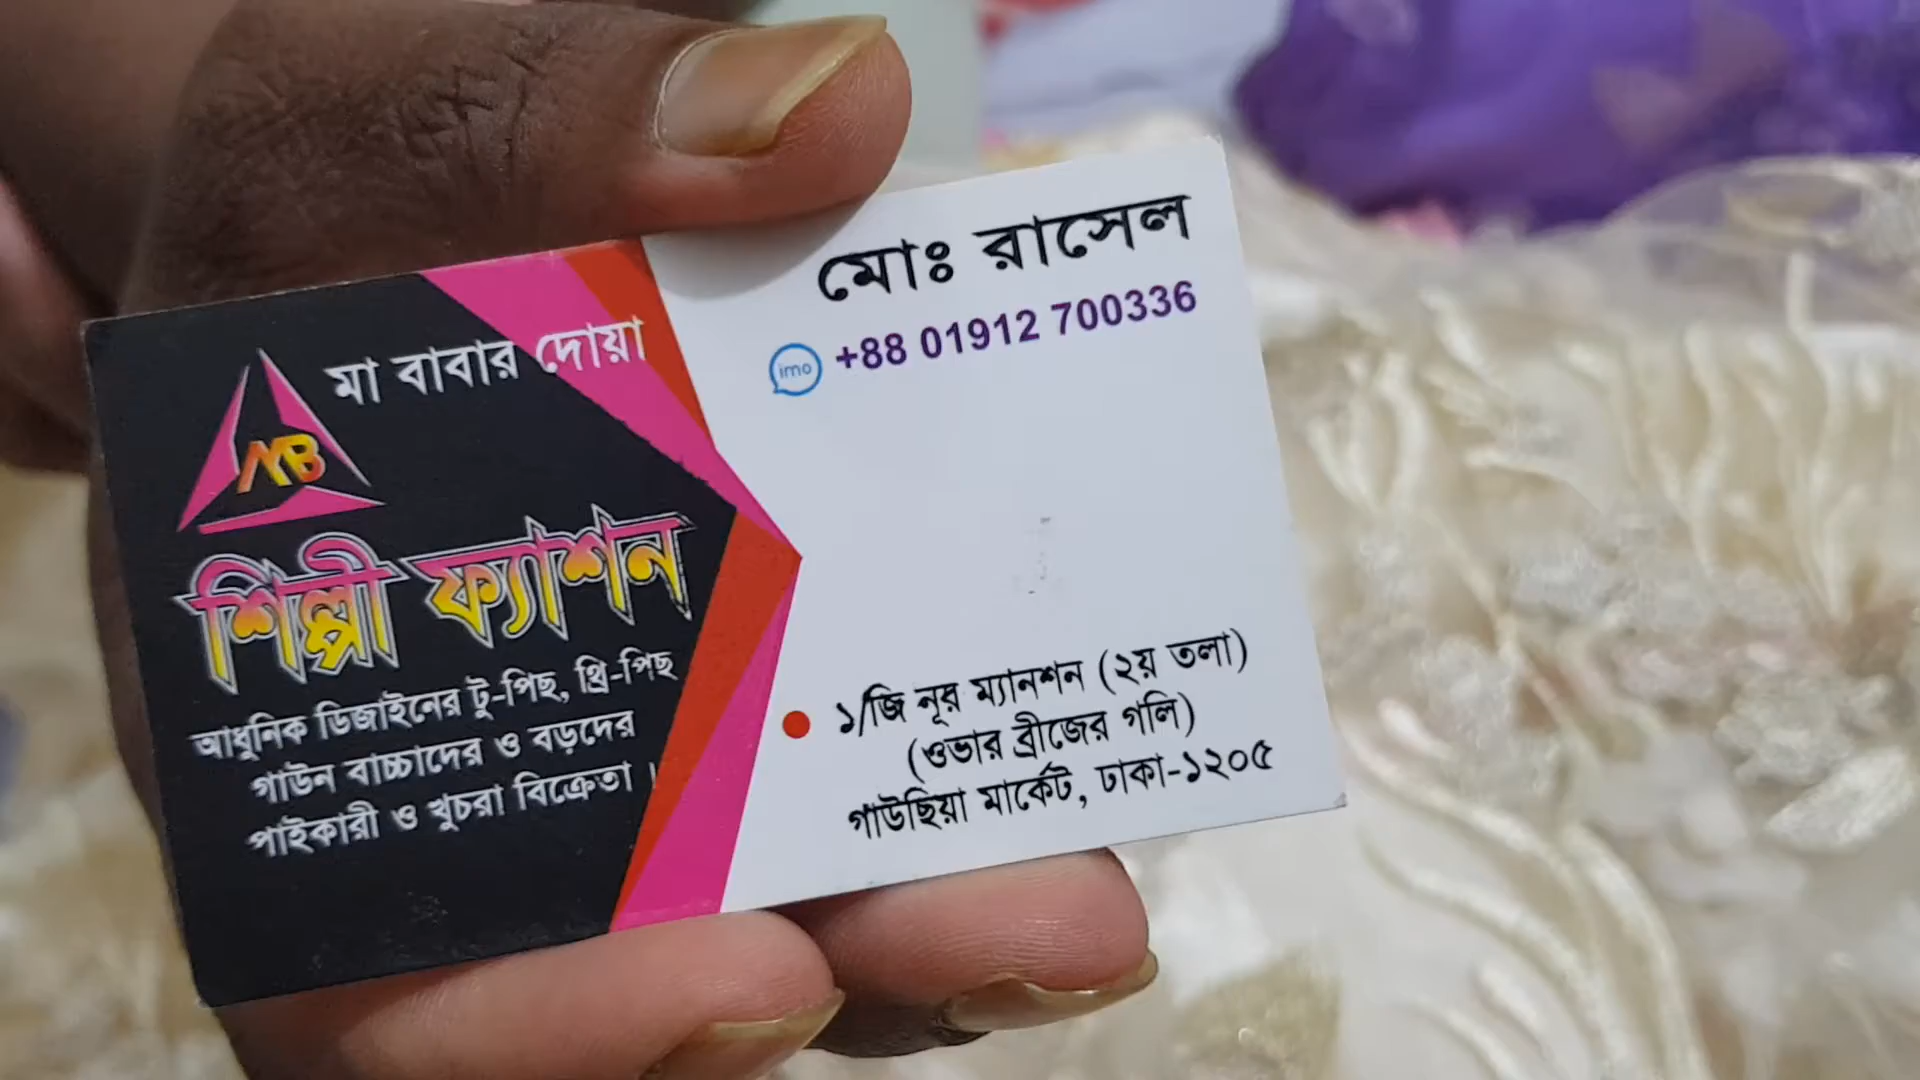 মা বাবার দোয়া
MB
শিল্পী ফ্যাশন
আধুনিক ডিজাইনের টু-পিছ, থ্রি-পিছ
গাউন বাচ্চাদের ও বড়দের
পাইকারী ও খুচরা বিক্রেতা।
মোঃ রাসেল
imo +88 01912 700336
১/জি নূর ম্যানশন (২য় তলা)
(ওভার ব্রীজের গলি)
গাউছিয়া মার্কেট, ঢাকা-১২০৫